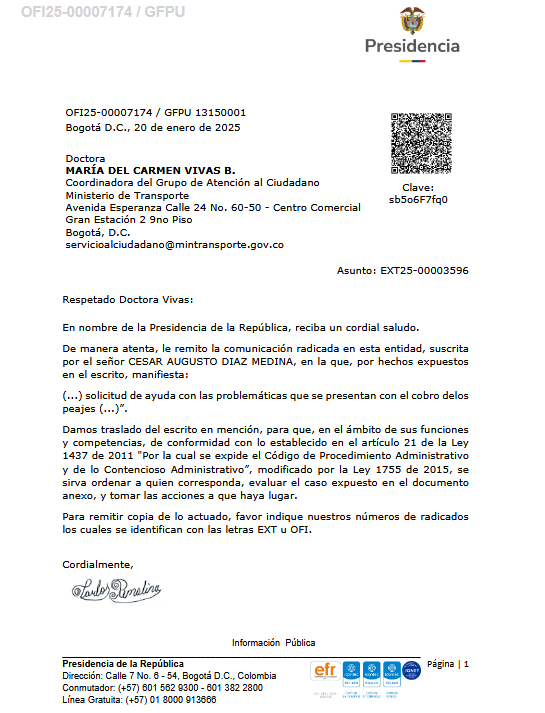 OFI25-00007174 / GFPU
Presidencia
OFI25-00007174 / GFPU 13150001
Bogotá D.C., 20 de enero de 2025
Clave:
sb5o6F7fq0
Doctora
MARÍA DEL CARMEN VIVAS B.
Coordinadora del Grupo de Atención al Ciudadano
Ministerio de Transporte
Avenida Esperanza Calle 24 No. 60-50 - Centro Comercial
Gran Estación 2 9no Piso
Bogotá, D.C.
servicioalciudadano@mintransporte.gov.co
Asunto: EXT25-00003596
Respetado Doctora Vivas:
En nombre de la Presidencia de la República, reciba un cordial saludo.
De manera atenta, le remito la comunicación radicada en esta entidad, suscrita
por el señor CESAR AUGUSTO DIAZ MEDINA, en la que, por hechos expuestos
en el escrito, manifiesta:
(...) solicitud de ayuda con las problemáticas que se presentan con el cobro delos
peajes (...)”.
Damos traslado del escrito en mención, para que, en el ámbito de sus funciones
y competencias, de conformidad con lo establecido en el artículo 21 de la Ley
1437 de 2011 "Por la cual se expide el Código de Procedimiento Administrativo
y de lo Contencioso Administrativo”, modificado por la Ley 1755 de 2015, se
sirva ordenar a quien corresponda, evaluar el caso expuesto en el documento
anexo, y tomar las acciones a que haya lugar.
Para remitir copia de lo actuado, favor indique nuestros números de radicados
los cuales se identifican con las letras EXT u OFI.
Cordialmente,
Información Pública
Presidencia de la República
Dirección: Calle 7 No. 6 - 54, Bogotá D.C., Colombia
Conmutador: (+57) 601 562 9300 - 601 382 2800
Línea Gratuita: (+57) 01 8000 913666
efr
Página | 1